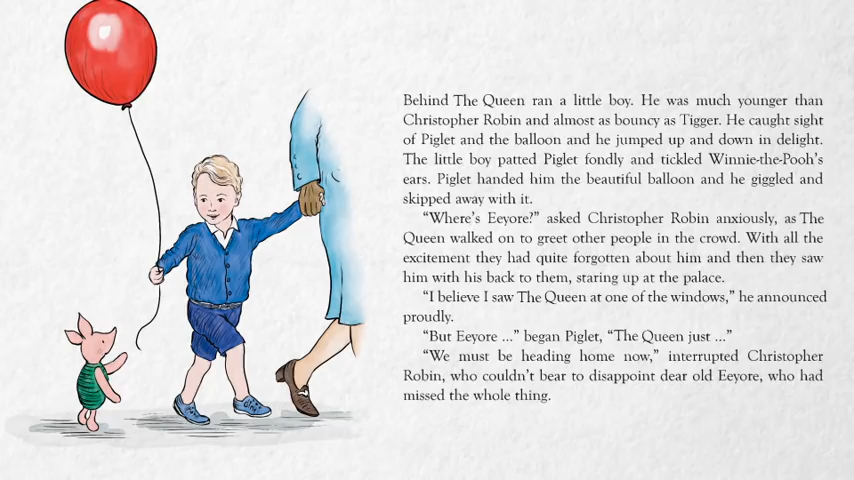 Behind The Queen ran a little boy. He was much younger than
Christopher Robin and almost as bouncy as Tigger. He caught sight
of Piglet and the balloon and he jumped up and down in delight.
The little boy patted Piglet fondly and tickled Winnie-the-Pooh’s
ears. Piglet handed him the beautiful balloon and he giggled and
skipped away with it.
“Where’s Eeyore?” asked Christopher Robin anxiously, as The
Queen walked on to greet other people in the crowd. With all the
excitement they had quite forgotten about him and then they saw
him with his back to them, staring up at the palace.
“I believe I saw The Queen at one of the windows,” he announced
proudly.
“But Eeyore ...” began Piglet, “The Queen just ...”
“We must be heading home now,” interrupted Christopher
Robin, who couldn’t bear to disappoint dear old Eeyore, who had
missed the whole thing.